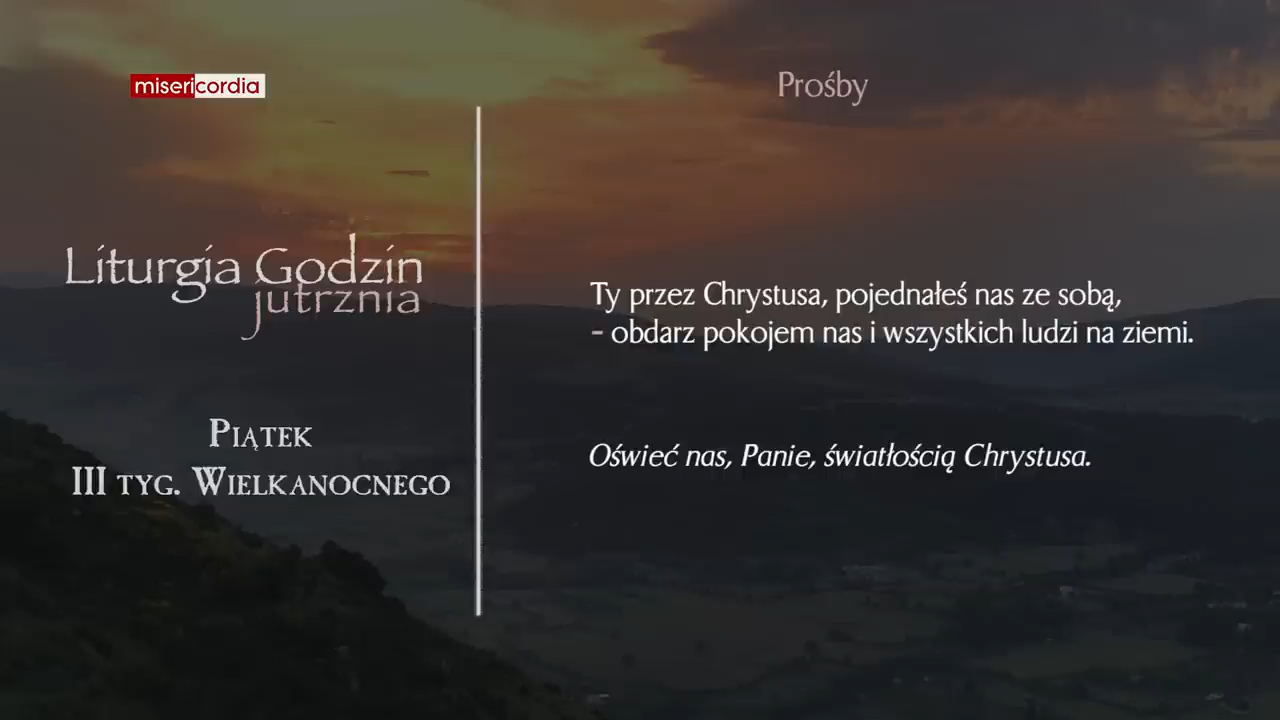 misericordia
Liturgia Godzin
jutrznia
Piątek
III tyg. Wielkanocnego
Prośby
Ty przez Chrystusa, pojednałeś nas ze sobą,
- obdarz pokojem nas i wszystkich ludzi na ziemi.
Oświeć nas, Panie, światłością Chrystusa.